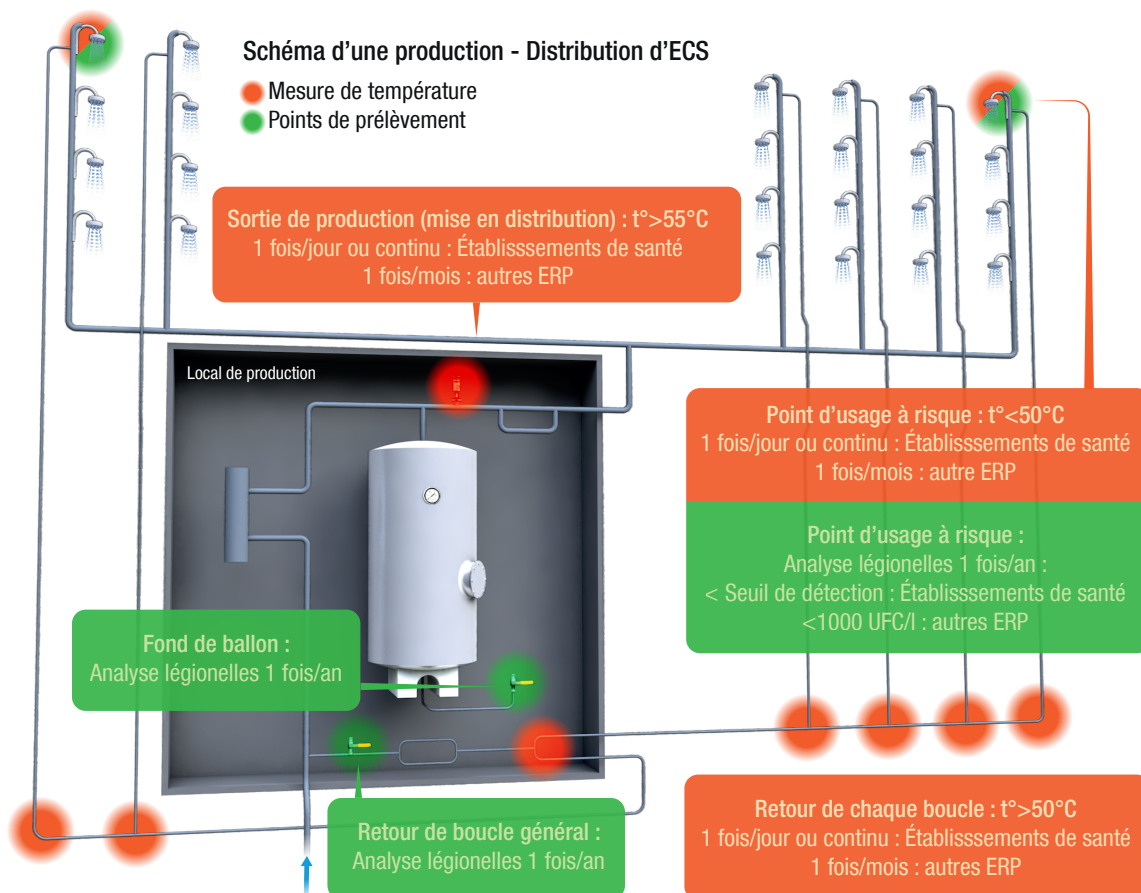 Schéma d'une production - Distribution d'ECS
Mesure de température
Points de prélèvement
Sortie de production (mise en distribution) : t°>55°C
1 fois/jour ou continu : Établisssements de santé
1 fois/mois : autres ERP
Local de production
Point d'usage à risque : t°<50°C
1 fois/jour ou continu : Établisssements de santé
1 fois/mois : autre ERP
Point d'usage à risque :
Analyse légionelles 1 fois/an :
< Seuil de détection : Établisssements de santé
<1000 UFC/l : autres ERP
Fond de ballon :
Analyse légionelles 1 fois/an
Retour de boucle général :
Analyse légionelles 1 fois/an
Retour de chaque boucle : t°>50°C
1 fois/jour ou continu : Établisssements de santé
1 fois/mois : autres ERP